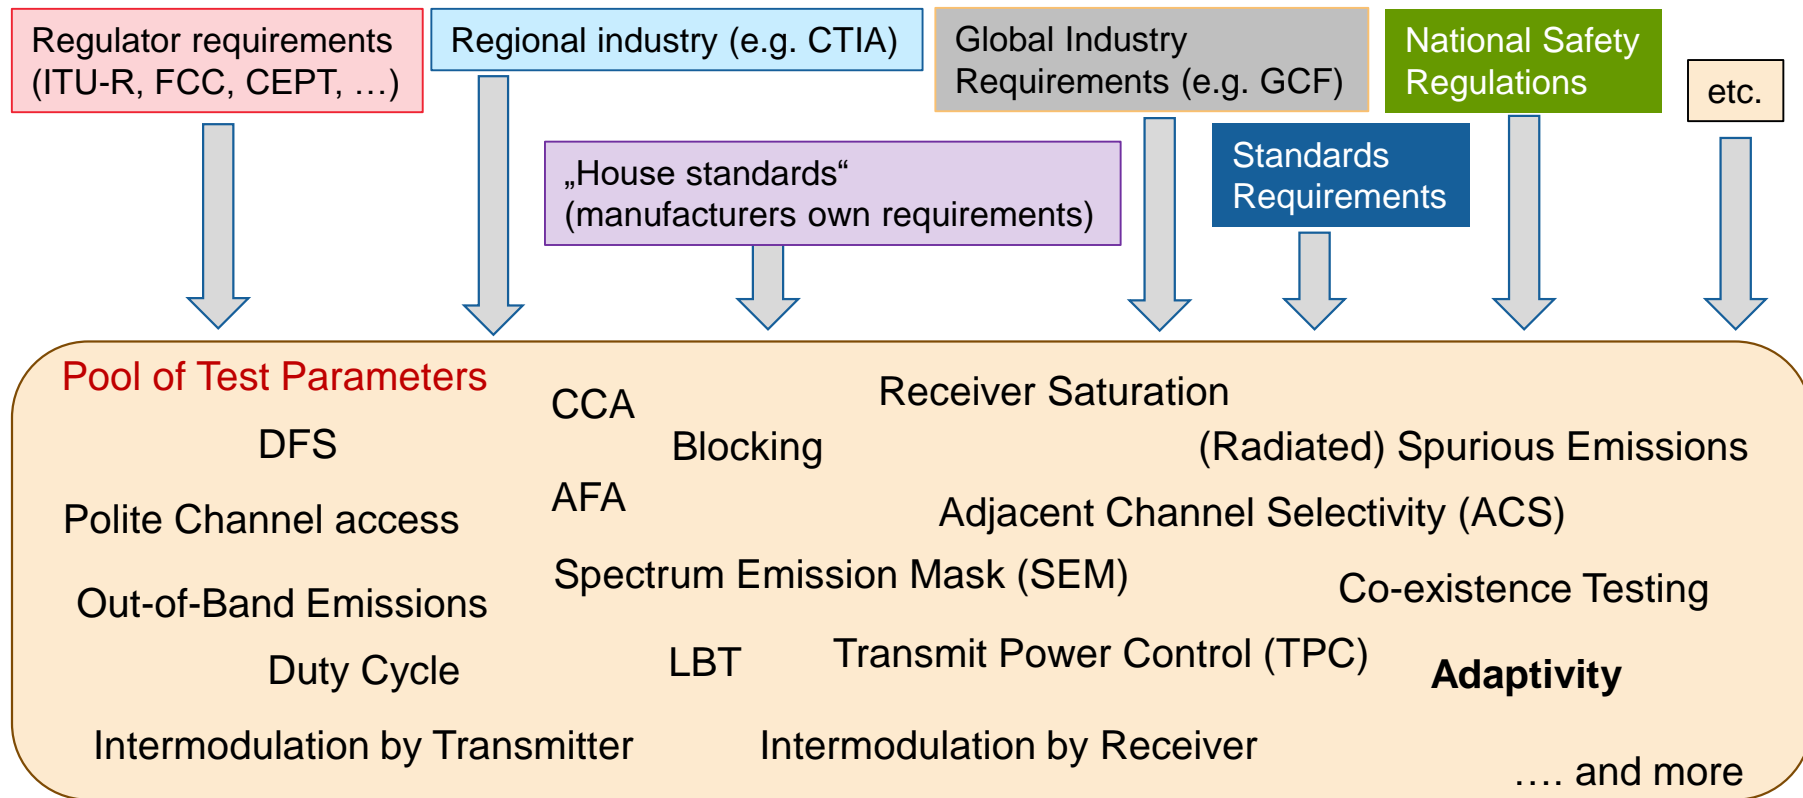 Regulator requirements
(ITU-R, FCC, CEPT, …)
Regional industry (e.g. CTIA)
Global Industry
Requirements (e.g. GCF)
National Safety
Regulations
etc.
„House standards“
(manufacturers own requirements)
Standards
Requirements
Pool of Test Parameters
CCA
Receiver Saturation
DFS
Blocking
(Radiated) Spurious Emissions
AFA
Polite Channel access
Adjacent Channel Selectivity (ACS)
Spectrum Emission Mask (SEM)
Out-of-Band Emissions
Co-existence Testing
Duty Cycle
LBT
Transmit Power Control (TPC)
Adaptivity
Intermodulation by Transmitter
Intermodulation by Receiver
…. and more